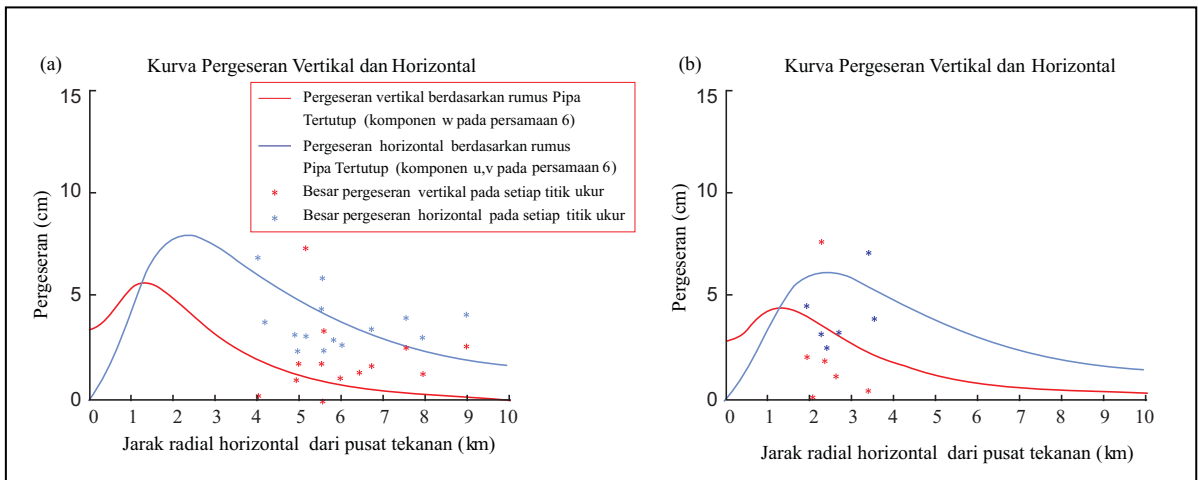 (a)
Kurva Pergeseran Vertikal dan Horizontal
15
10
5
0
Pergeseran (cm)
Pergeseran vertikal berdasarkan rumus Pipa
Tertutup (komponen w pada persamaan 6)
Pergeseran horizontal berdasarkan rumus
Pipa Tertutup (komponen u,v pada persamaan 6)
* Besar pergeseran vertikal pada setiap titik ukur
* Besar pergeseran horizontal pada setiap titik ukur
0 1 2 3 4 5 6 7 8 9 10
Jarak radial horizontal dari pusat tekanan (km)
(b)
Kurva Pergeseran Vertikal dan Horizontal
15
10
5
0
Pergeseran (cm)
0 1 2 3 4 5 6 7 8 9 10
Jarak radial horizontal dari pusat tekanan (km)